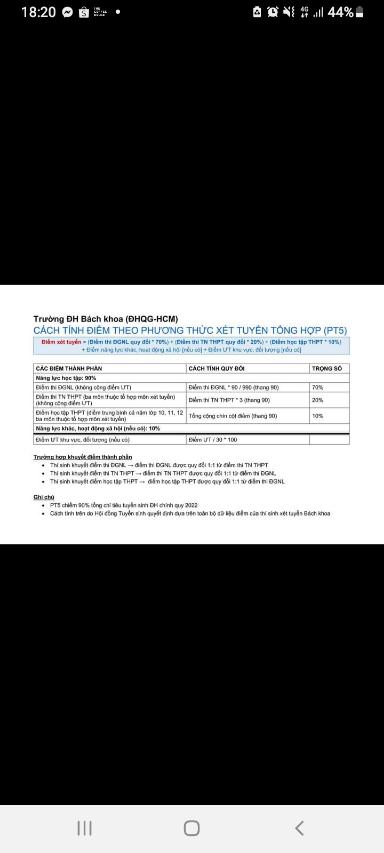 18:20
4G
44%
Trường ĐH Bách khoa (ĐHQG-HCM)
CÁCH TÍNH ĐIỂM THEO PHƯƠNG THỨC XÉT TUYỂN TỔNG HỢP (PT5)
Điểm xét tuyển = (Điểm thi ĐGNL quy đổi * 70%) + (Điểm thi TN THPT quy đổi * 20%) + (Điểm học tập THPT * 10%)
+ Điểm năng lực khác, hoạt động xã hội [nếu có] + Điểm ƯT khu vực, đối tượng [nếu có]
CÁC ĐIỂM THÀNH PHẦN CÁCH TÍNH QUY ĐỔI TRỌNG SỐ
Năng lực học tập: 90%
Điểm thi ĐGNL (không cộng điểm ƯT) Điểm thi ĐGNL * 90 / 990 (thang 90) 70%
Điểm thi TN THPT (ba môn thuộc tổ hợp môn xét tuyển)
(không cộng điểm ƯT) Điểm thi TN THPT * 3 (thang 90) 20%
Điểm học tập THPT (điểm trung bình cả năm lớp 10, 11, 12
ba môn thuộc tổ hợp môn xét tuyển) Tổng cộng chín cột điểm (thang 90) 10%
Năng lực khác, hoạt động xã hội (nếu có): 10%
Điểm ƯT khu vực, đối tượng (nếu có) Điểm ƯT / 30 * 100
Trường hợp khuyết điểm thành phần
• Thí sinh khuyết điểm thi ĐGNL → điểm thi ĐGNL được quy đổi 1:1 từ điểm thi TN THPT
• Thí sinh khuyết điểm thi TN THPT → điểm thi TN THPT được quy đổi 1:1 từ điểm thi ĐGNL
• Thí sinh khuyết điểm học tập THPT → điểm học tập THPT được quy đổi 1:1 từ điểm thi ĐGNL
Ghi chú
• PT5 chiếm 90% tổng chỉ tiêu tuyển sinh ĐH chính quy 2022
• Cách tính trên do Hội đồng Tuyển sinh quyết định dựa trên toàn bộ dữ liệu điểm của thí sinh xét tuyển Bách khoa